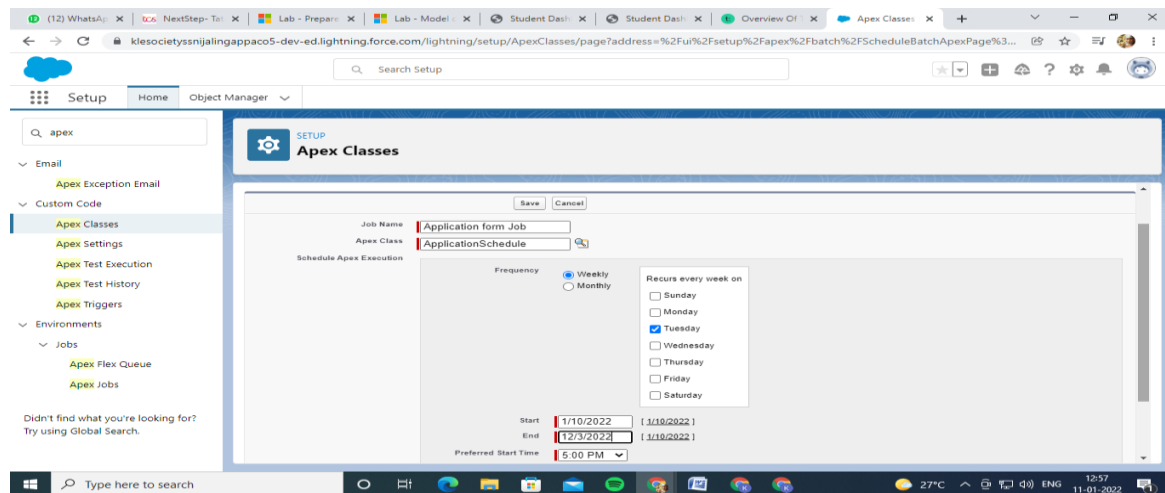 (12) WhatsAp
NextStep- Tat
Lab - Prepare
Lab - Model
Student Dash
Student Dash
Overview Of
Apex Classes
klesocietyssnijalingappaco5-dev-ed.lightning.force.com/lightning/setup/ApexClasses/page?address=%2Fui%2Fsetup%2Fapex%2Fbatch%2FScheduleBatchApexPage%3...
Search Setup
Setup
Home
Object Manager
apex
Email
Apex Exception Email
Custom Code
Apex Classes
Apex Settings
Apex Test Execution
Apex Test History
Apex Triggers
Environments
Jobs
Apex Flex Queue
Apex Jobs
Didn't find what you're looking for?
Try using Global Search.
SETUP
Apex Classes
Save Cancel
Job Name Application form Job
Apex Class ApplicationSchedule
Schedule Apex Execution
Frequency
Weekly
Monthly
Recurs every week on
Sunday
Monday
Tuesday
Wednesday
Thursday
Friday
Saturday
Start 1/10/2022 [ 1/10/2022 ]
End 12/3/2022 [ 1/10/2022 ]
Preferred Start Time 5:00 PM
Type here to search
27°C
ENG
12:57
11-01-2022